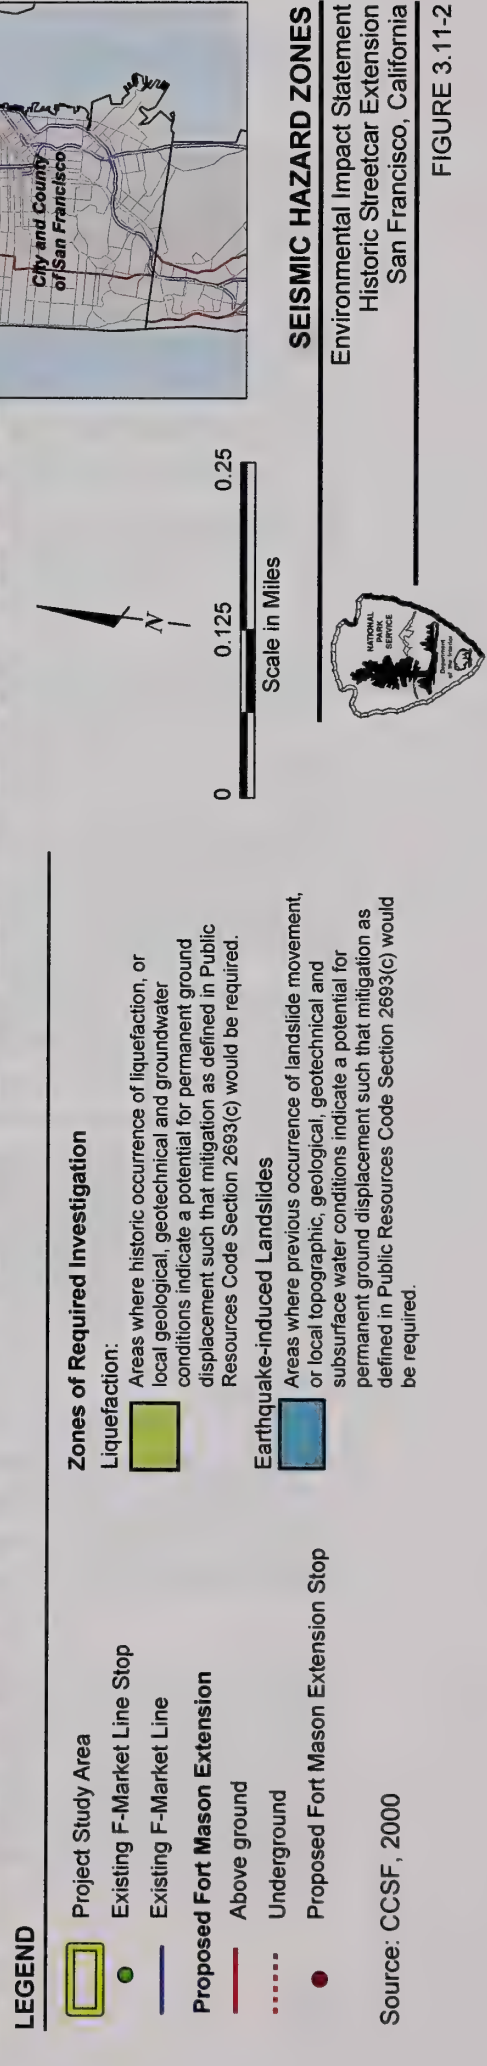 LEGEND
Project Study Area
Existing F-Market Line Stop
Existing F-Market Line
Proposed Fort Mason Extension
Above ground
Underground
Proposed Fort Mason Extension Stop
Source: CCSF, 2000
Zones of Required Investigation
Liquefaction:
Areas where historic occurrence of liquefaction, or
local geological, geotechnical and groundwater
conditions indicate a potential for permanent ground
displacement such that mitigation as defined in Public
Resources Code Section 2693(c) would be required.
Earthquake-induced Landslides
Areas where previous occurrence of landslide movement,
or local topographic, geological, geotechnical and
subsurface water conditions indicate a potential for
permanent ground displacement such that mitigation as
defined in Public Resources Code Section 2693(c) would
be required.
N
0 0.125 0.25
Scale in Miles
City and County
of San Francisco
NATIONAL
PARK
SERVICE
Department
of the Interior
SEISMIC HAZARD ZONES
Environmental Impact Statement
Historic Streetcar Extension
San Francisco, California
FIGURE 3.11-2